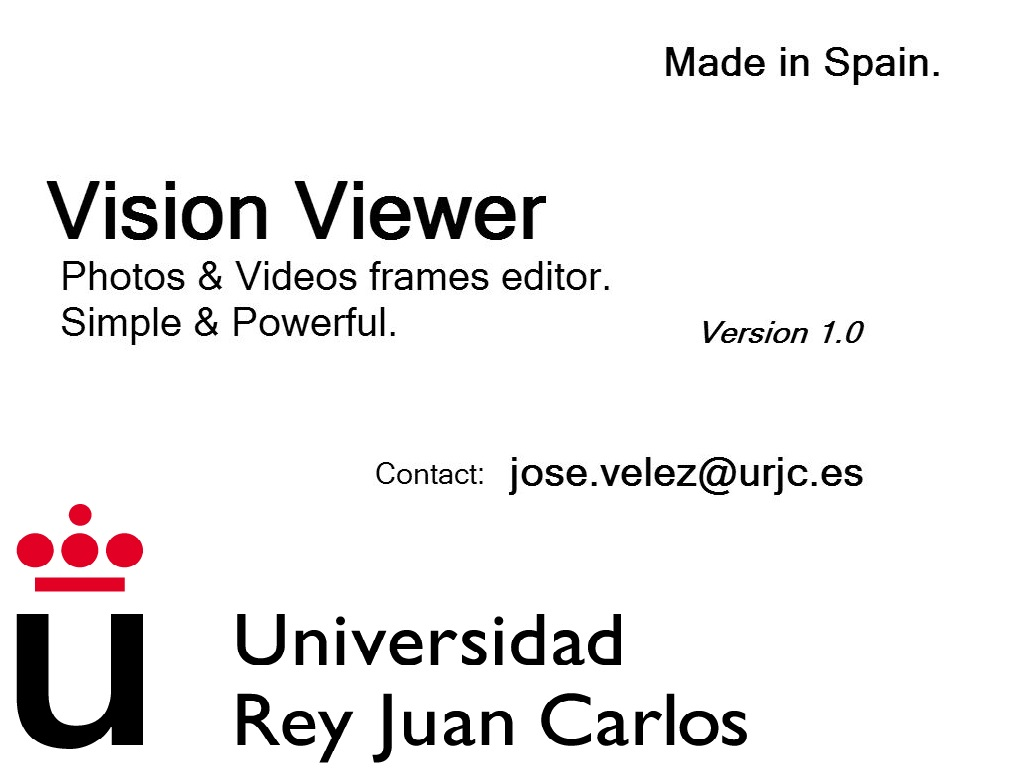 Made in Spain.
Vision Viewer
Photos & Videos frames editor.
Simple & Powerful.
Version 1.0
Contact: jose.velez@urjc.es
u
Universidad
Rey Juan Carlos